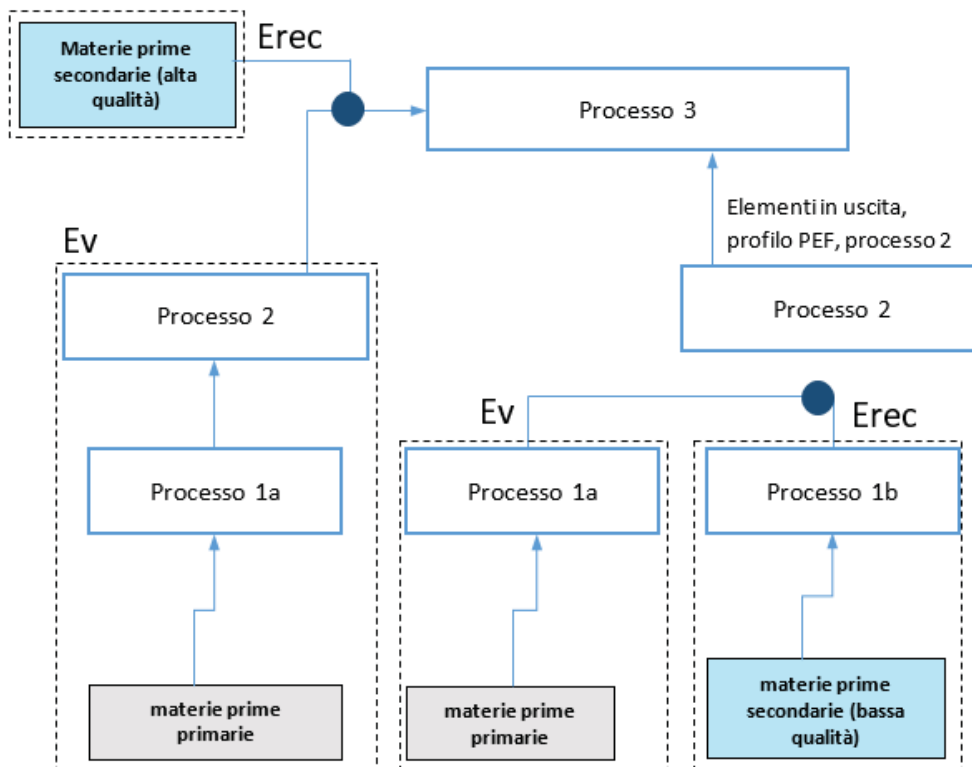 Materie prime
secondarie (alta
qualità)
Erec
Processo 3
Elementi in uscita,
profilo PEF, processo 2
Ev
Processo 2
Processo 2
Ev
Erec
Processo 1a
Processo 1a
Processo 1b
materie prime
primarie
materie prime
primarie
materie prime
secondarie (bassa
qualità)